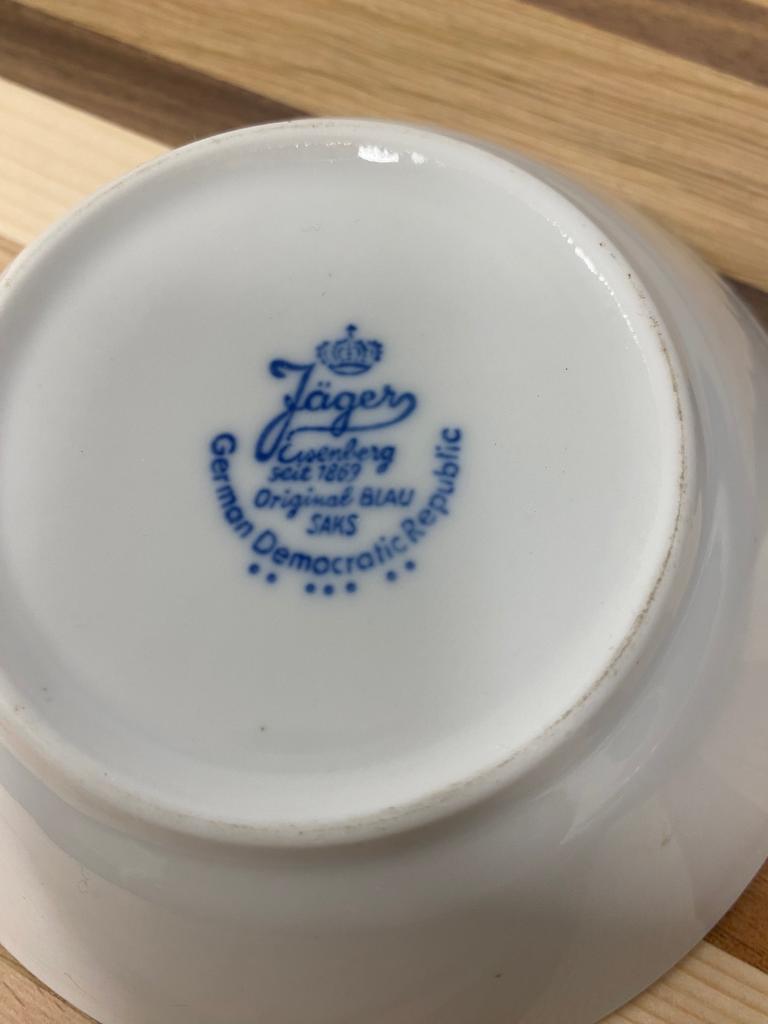 Jäger
Eisenberg
seit 1869
Original BLAU
SAKS
German Democratic Republic